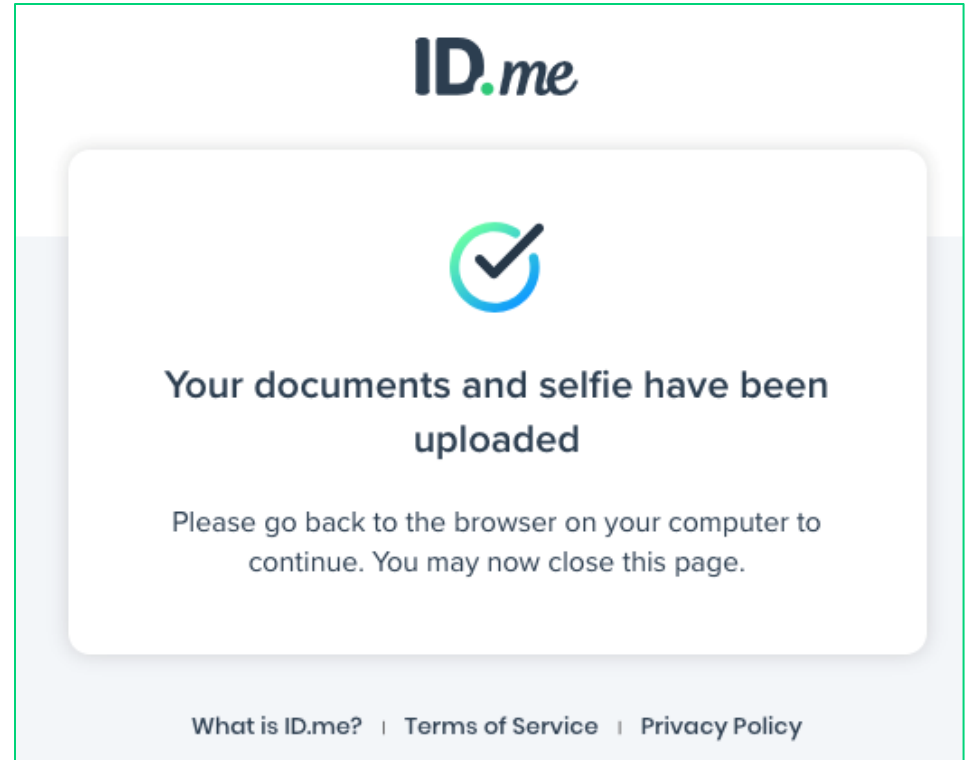 ID.me
Your documents and selfie have been
uploaded
Please go back to the browser on your computer to
continue. You may now close this page.
What is ID.me? | Terms of Service | Privacy Policy